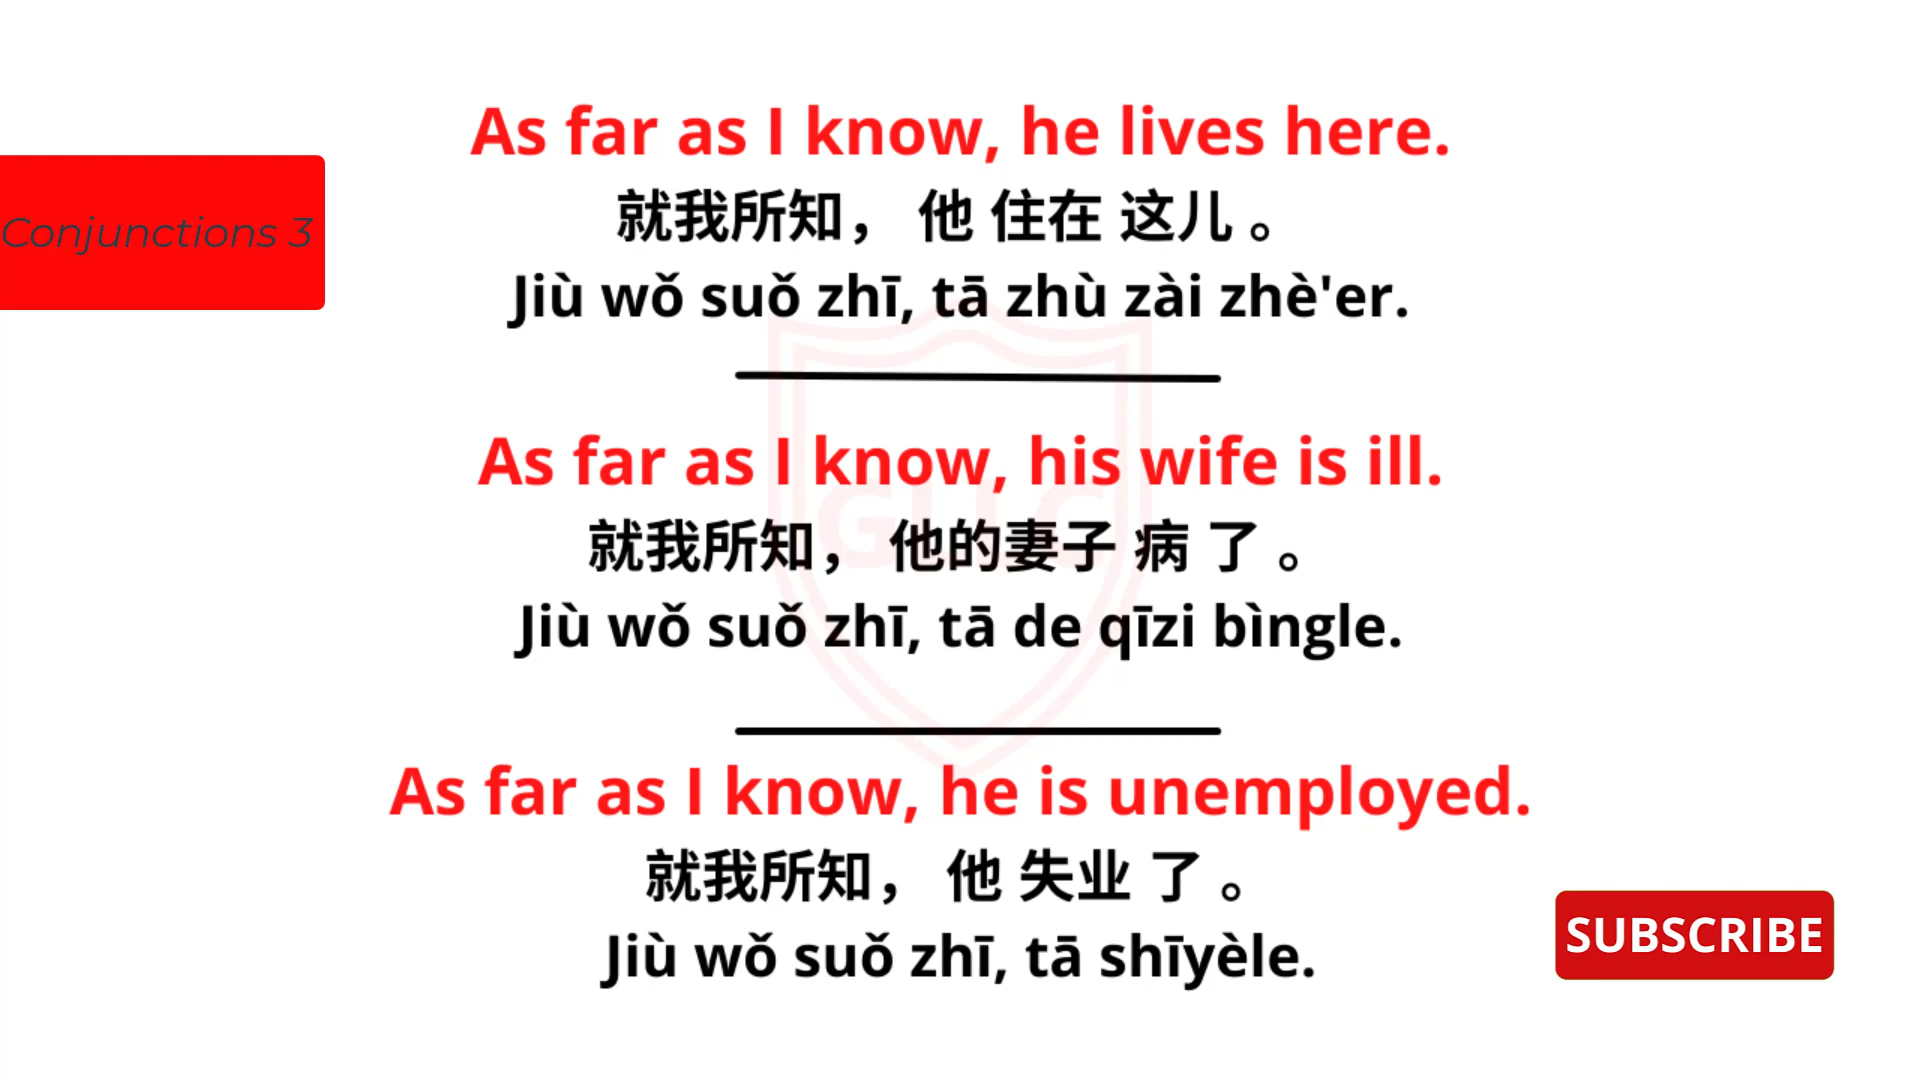 Conjunctions 3
As far as I know, he lives here.
就我所知， 他 住在 这儿 。
Jiù wǒ suǒ zhī, tā zhù zài zhè'er.
As far as I know, his wife is ill.
就我所知， 他的妻子 病 了 。
Jiù wǒ suǒ zhī, tā de qīzi bìngle.
As far as I know, he is unemployed.
就我所知， 他 失业 了 。
Jiù wǒ suǒ zhī, tā shīyèle.
SUBSCRIBE